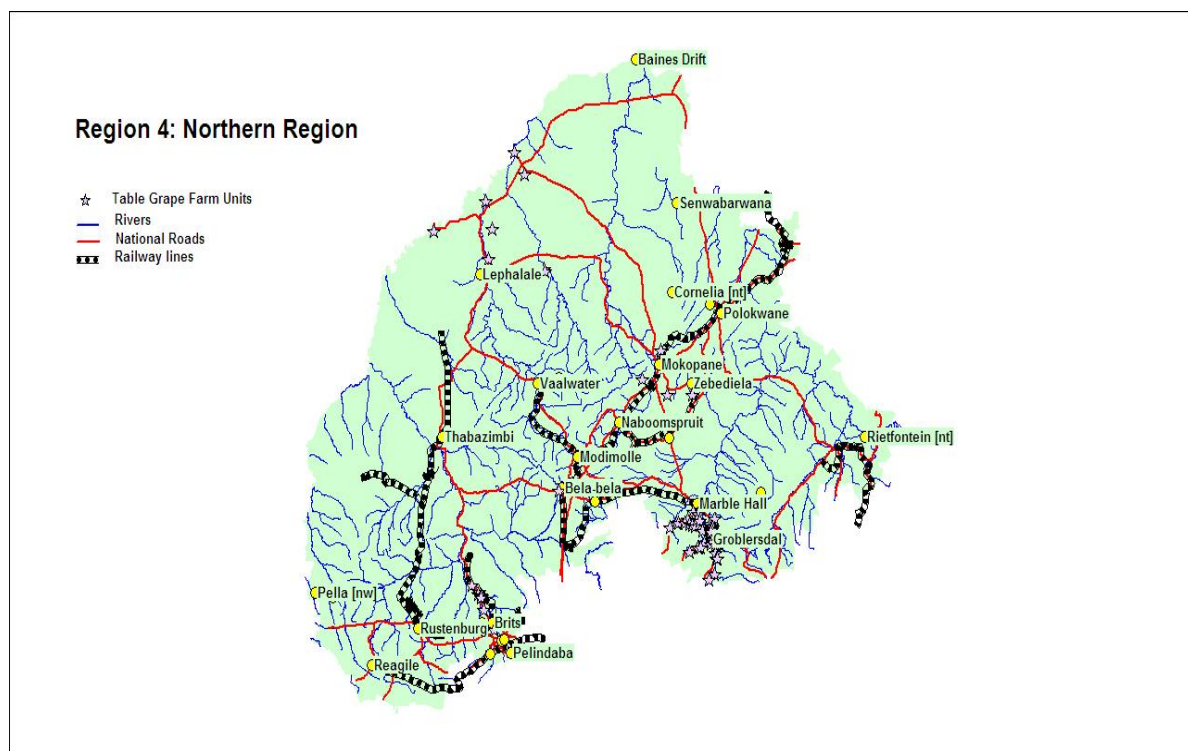 Baines Drift
Region 4: Northern Region
Table Grape Farm Units
Rivers
National Roads
Railway lines
Senwabarwana
Lephalale
Cornelia [nt]
Polokwane
Mokopane
Vaalwater
Zebediela
Naboomspruit
Thabazimbi
Rietfontein [nt]
Modimolle
Bela-bela
Marble Hall
Groblersdal
Pella [nw]
Brits
Rustenburg
Pelindaba
Reagile